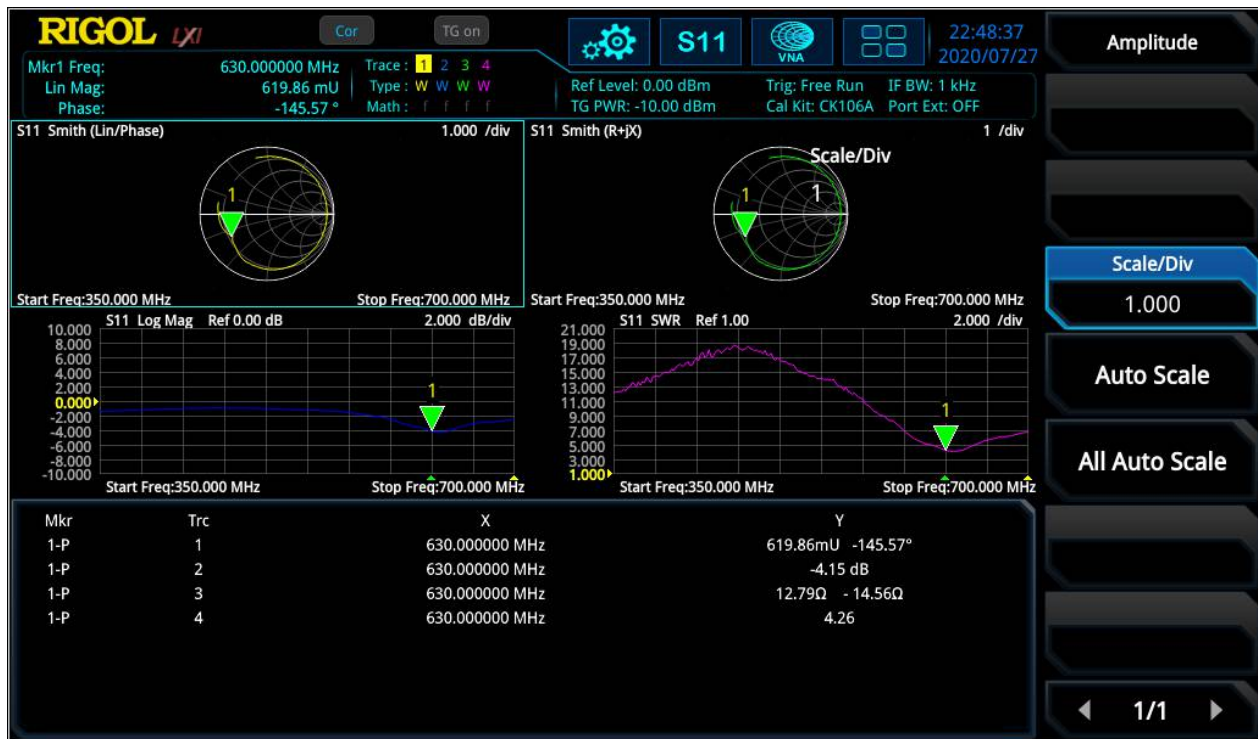 RIGOL LXI Cor TG on S11 VNA 22:48:37
2020/07/27
Mkr1 Freq: 630.000000 MHz Trace: 1 2 3 4
Lin Mag: 619.86 mU Type: W W W W Ref Level: 0.00 dBm Trig: Free Run IF BW: 1 kHz
Phase: -145.57 ° Math: f f f f TG PWR: -10.00 dBm Cal Kit: CK106A Port Ext: OFF
S11 Smith (Lin/Phase) 1.000 /div
1
Start Freq:350.000 MHz Stop Freq:700.000 MHz
S11 Smith (R+jX) 1 /div
Scale/Div
1
1
Start Freq:350.000 MHz Stop Freq:700.000 MHz
S11 Log Mag Ref 0.00 dB 2.000 dB/div
10.000
8.000
6.000
4.000
2.000
0.000
-2.000
-4.000
-6.000
-8.000
-10.000
1
Start Freq:350.000 MHz Stop Freq:700.000 MHz
S11 SWR Ref 1.00 2.000 /div
21.000
19.000
17.000
15.000
13.000
11.000
9.000
7.000
5.000
3.000
1.000
1
Start Freq:350.000 MHz Stop Freq:700.000 MHz
Mkr Trc X Y
1-P 1 630.000000 MHz 619.86mU -145.57°
1-P 2 630.000000 MHz -4.15 dB
1-P 3 630.000000 MHz 12.79Ω - 14.56Ω
1-P 4 630.000000 MHz 4.26
Amplitude
Scale/Div
1.000
Auto Scale
All Auto Scale
1/1